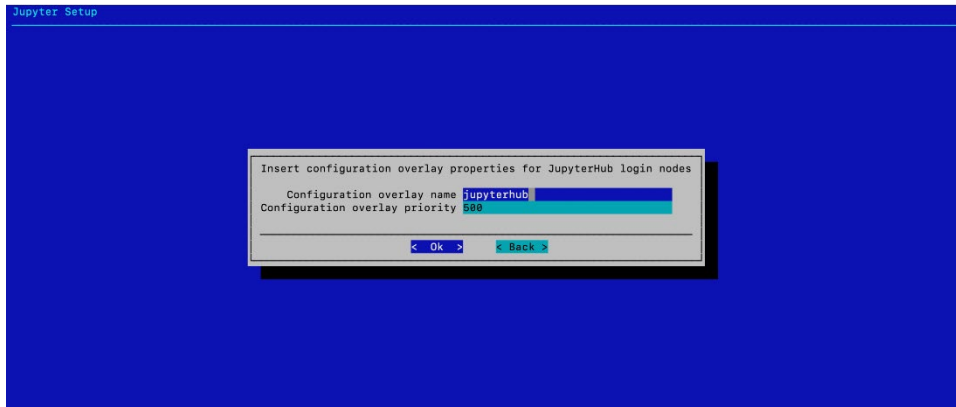 Jupyter Setup
Insert configuration overlay properties for JupyterHub login nodes
Configuration overlay name jupyterhub
Configuration overlay priority 500
< Ok > < Back >